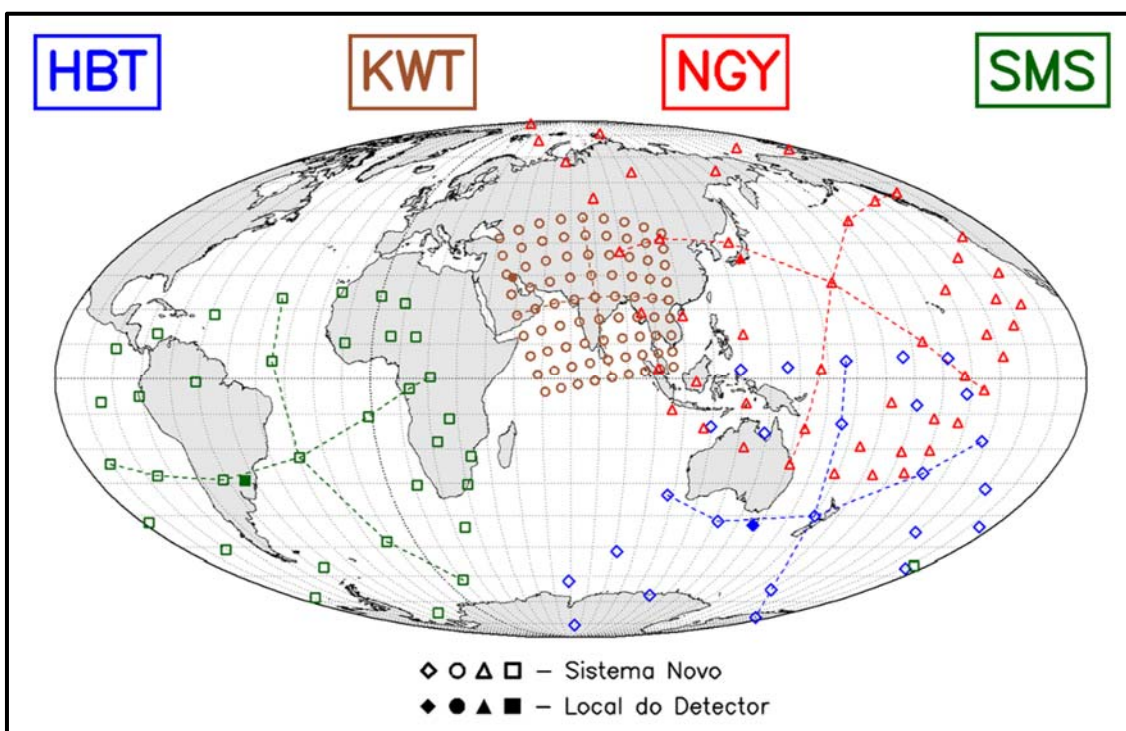 HBT KWT NGY SMS
– Sistema Novo
– Local do Detector